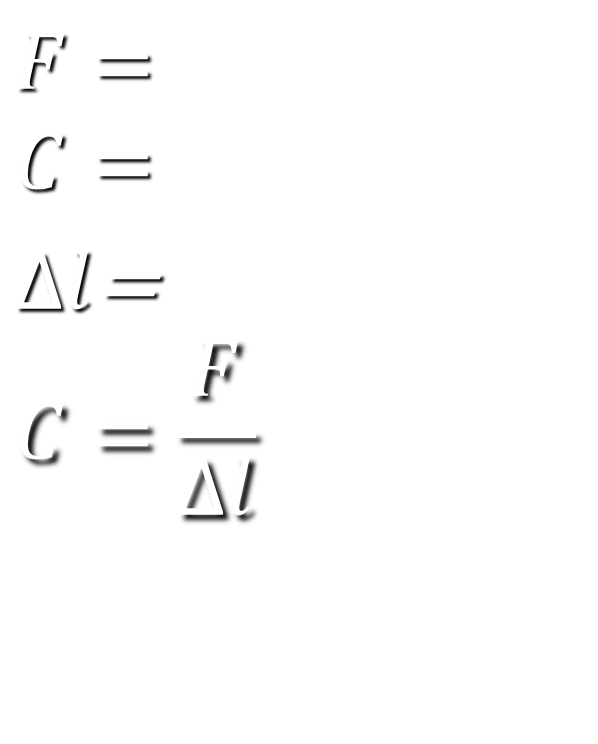 F =
C =
Δl=
C = F/Δl